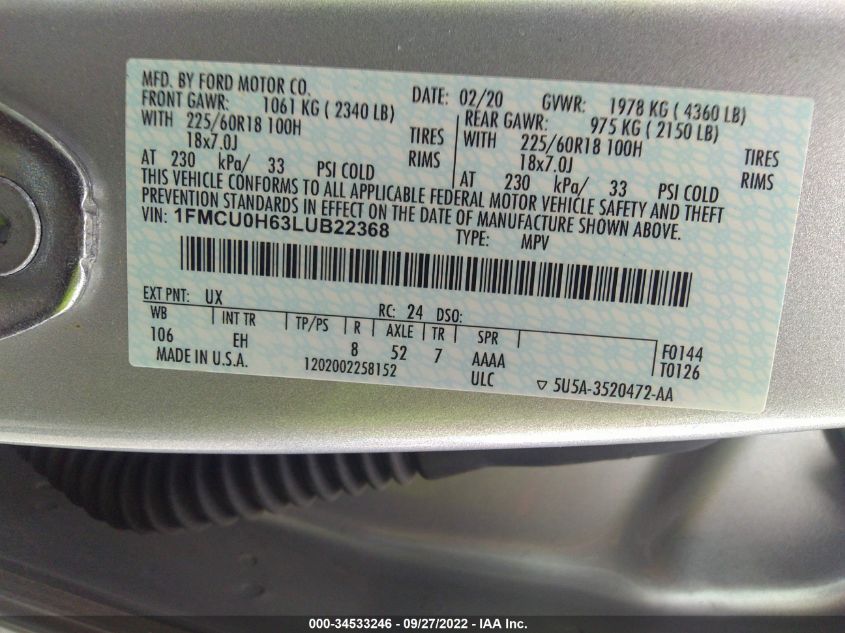 MFD. BY FORD MOTOR CO.
DATE: 02/20 GVWR: 1978 KG ( 4360 LB)
FRONT GAWR: 1061 KG ( 2340 LB)
WITH 225/60R18 100H TIRES
18x7.0J RIMS
AT 230 kPa/ 33 PSI COLD
REAR GAWR: 975 KG ( 2150 LB)
WITH 225/60R18 100H TIRES
18x7.0J RIMS
AT 230 kPa/ 33 PSI COLD
THIS VEHICLE CONFORMS TO ALL APPLICABLE FEDERAL MOTOR VEHICLE SAFETY AND THEFT
PREVENTION STANDARDS IN EFFECT ON THE DATE OF MANUFACTURE SHOWN ABOVE.
VIN: 1FMCU0H63LUB22368
TYPE: MPV
EXT PNT: UX RC: 24 DSO:
WB INT TR TP/PS R AXLE TR SPR
106 EH 8 52 7 AAAA
F0144
T0126
MADE IN U.S.A. 1202002258152 ULC
5U5A-3520472-AA
000-34533246 - 09/27/2022 - IAA Inc.